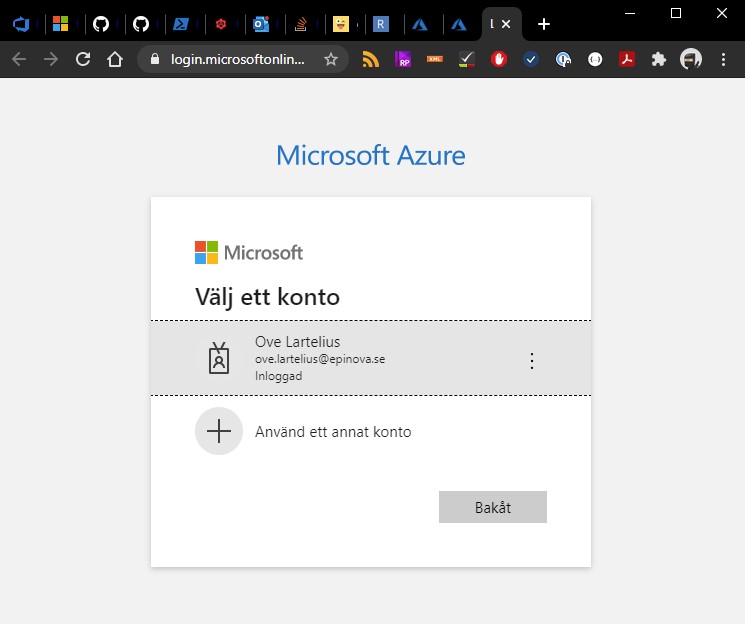 login.microsoftonlin...
RP
XML
R
Microsoft Azure
Microsoft
Välj ett konto
Ove Lartelius
ove.lartelius@epinova.se
Inloggad
Använd ett annat konto
Bakåt